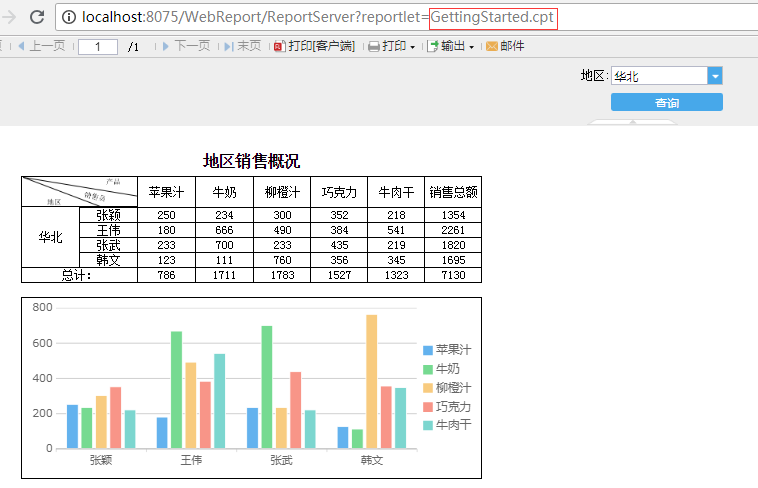 localhost:8075/WebReport/ReportServer?reportlet=GettingStarted.cpt
上一页 1 /1 下一页 末页 打印[客户端] 打印 输出 邮件
地区: 华北
查询
地区销售概况
产品 销售员 地区 苹果汁 牛奶 柳橙汁 巧克力 牛肉干 销售总额
华北 张颖 250 234 300 352 218 1354
王伟 180 666 490 384 541 2261
张武 233 700 233 435 219 1820
韩文 123 111 760 356 345 1695
总计: 786 1711 1783 1527 1323 7130
800
600
400
200
0
张颖 王伟 张武 韩文
苹果汁
牛奶
柳橙汁
巧克力
牛肉干